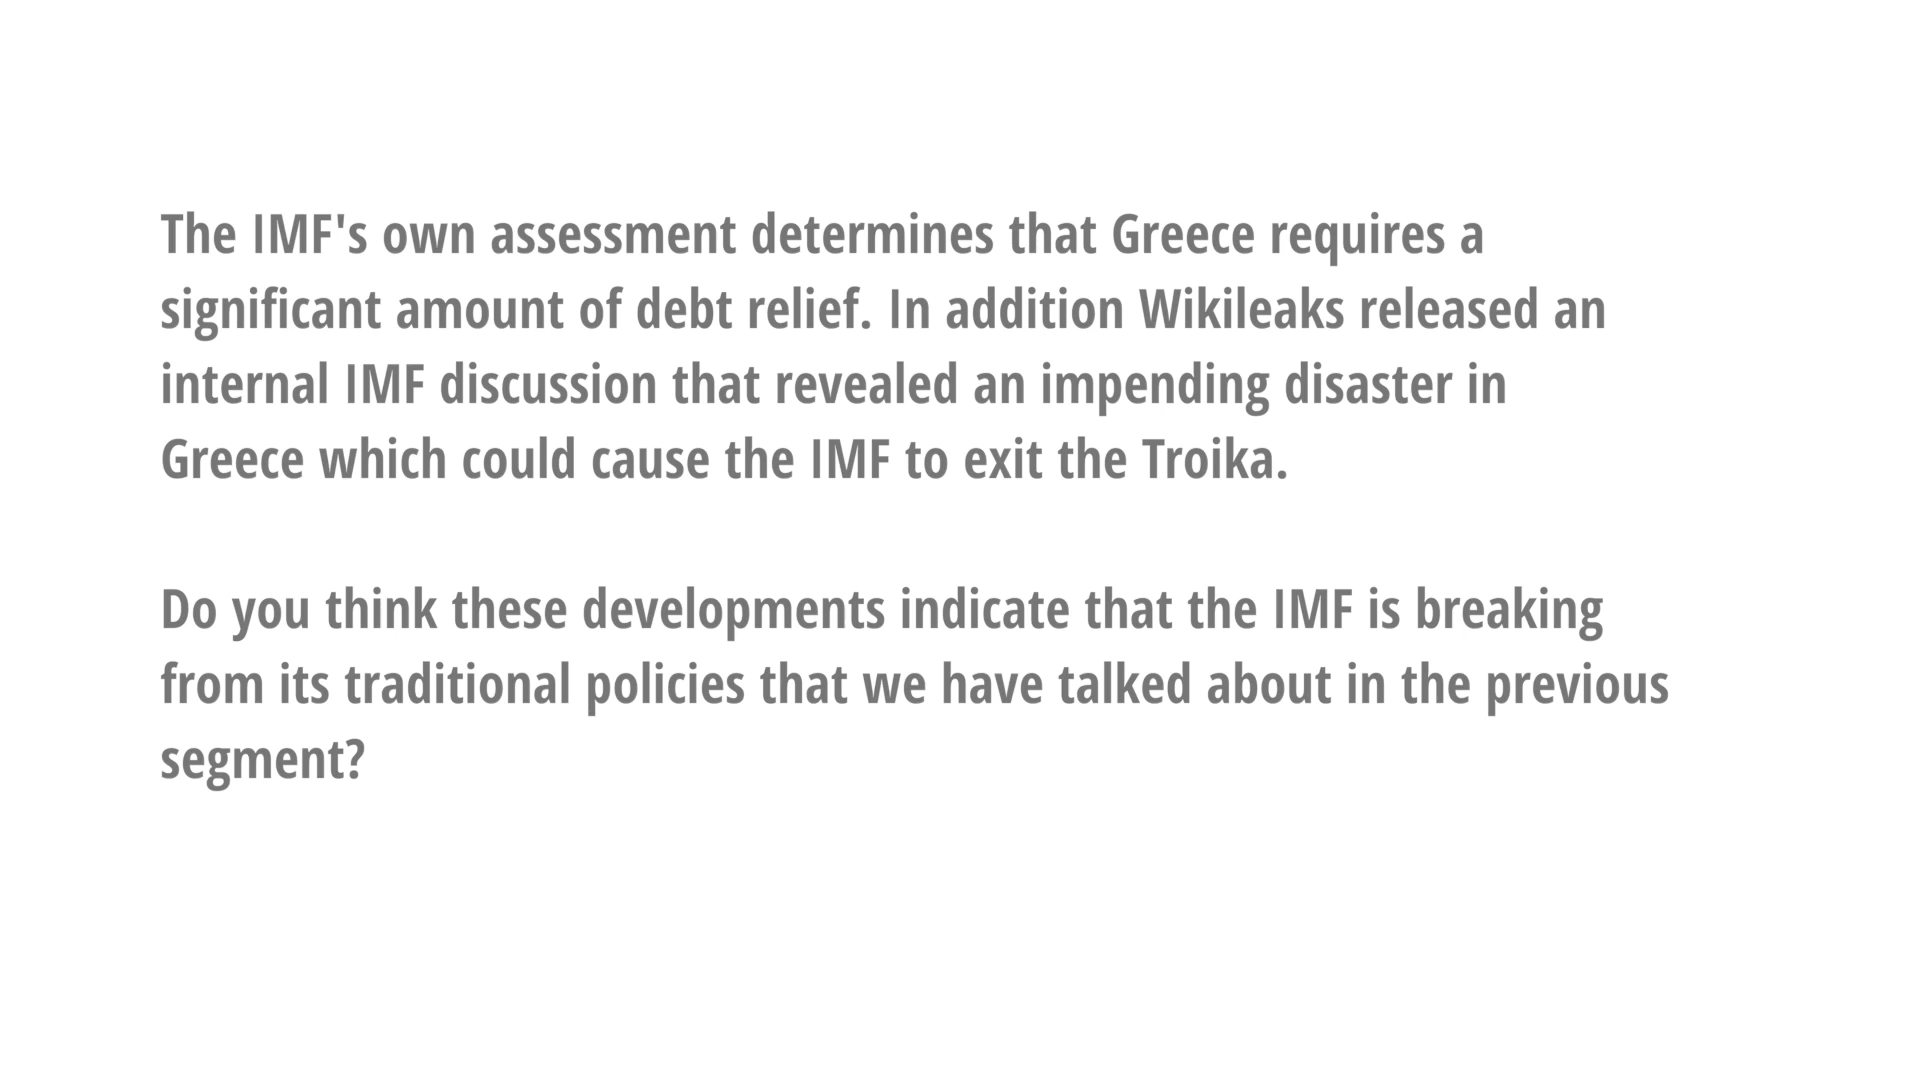 The IMF's own assessment determines that Greece requires a
significant amount of debt relief. In addition Wikileaks released an
internal IMF discussion that revealed an impending disaster in
Greece which could cause the IMF to exit the Troika.
Do you think these developments indicate that the IMF is breaking
from its traditional policies that we have talked about in the previous
segment?